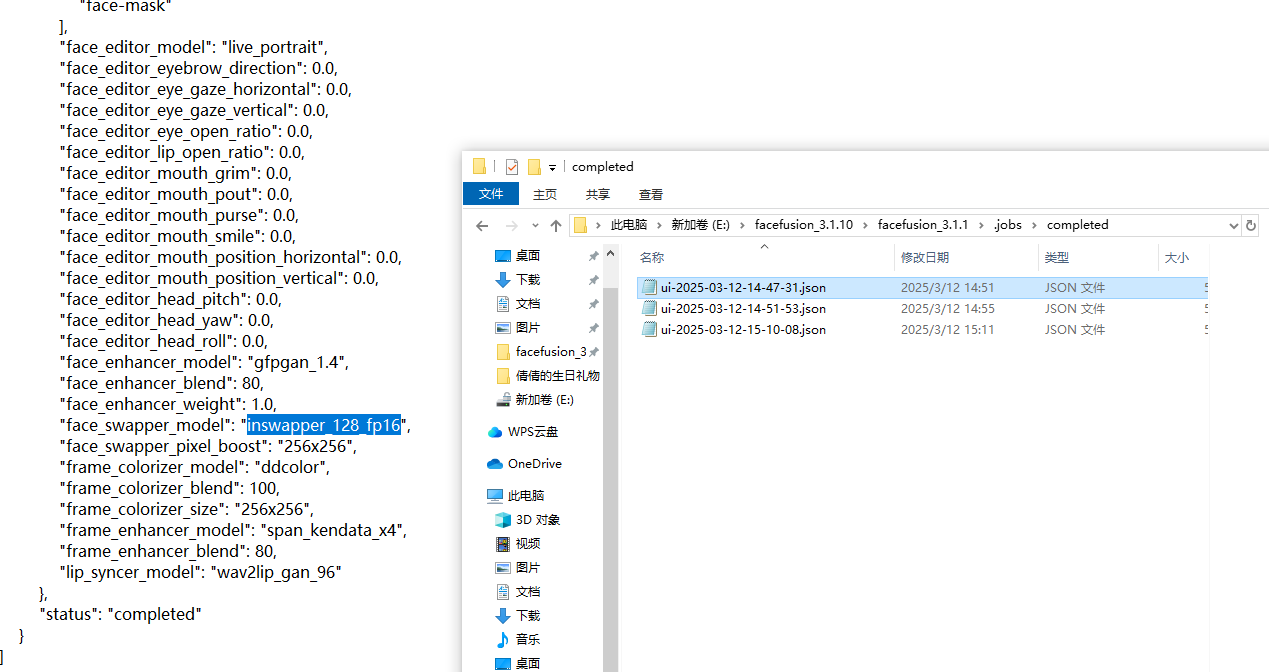 "face-mask"
],
"face_editor_model": "live_portrait",
"face_editor_eyebrow_direction": 0.0,
"face_editor_eye_gaze_horizontal": 0.0,
"face_editor_eye_gaze_vertical": 0.0,
"face_editor_eye_open_ratio": 0.0,
"face_editor_lip_open_ratio": 0.0,
"face_editor_mouth_grim": 0.0,
"face_editor_mouth_pout": 0.0,
"face_editor_mouth_purse": 0.0,
"face_editor_mouth_smile": 0.0,
"face_editor_mouth_position_horizontal": 0.0,
"face_editor_mouth_position_vertical": 0.0,
"face_editor_head_pitch": 0.0,
"face_editor_head_yaw": 0.0,
"face_editor_head_roll": 0.0,
"face_enhancer_model": "gfpgan_1.4",
"face_enhancer_blend": 80,
"face_enhancer_weight": 1.0,
"face_swapper_model": "inswapper_128_fp16",
"face_swapper_pixel_boost": "256x256",
"frame_colorizer_model": "ddcolor",
"frame_colorizer_blend": 100,
"frame_colorizer_size": "256x256",
"frame_enhancer_model": "span_kendata_x4",
"frame_enhancer_blend": 80,
"lip_syncer_model": "wav2lip_gan_96"
},
"status": "completed"
}
]
completed
文件 主页 共享 查看
此电脑 › 新加卷 (E:) › facefusion_3.1.10 › facefusion_3.1.1 › .jobs › completed
名称 修改日期 类型 大小
ui-2025-03-12-14-47-31.json 2025/3/12 14:51 JSON 文件
ui-2025-03-12-14-51-53.json 2025/3/12 14:55 JSON 文件
ui-2025-03-12-15-10-08.json 2025/3/12 15:11 JSON 文件
桌面
下载
文档
图片
facefusion_3
倩倩的生日礼物
新加卷 (E:)
WPS云盘
OneDrive
此电脑
3D 对象
视频
图片
文档
下载
音乐
桌面